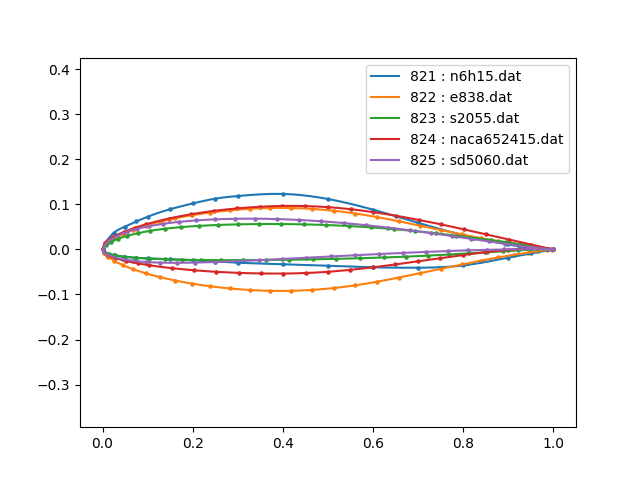 0.4
0.3
0.2
0.1
0.0
−0.1
−0.2
−0.3
0.0 0.2 0.4 0.6 0.8 1.0
821 : n6h15.dat
822 : e838.dat
823 : s2055.dat
824 : naca652415.dat
825 : sd5060.dat